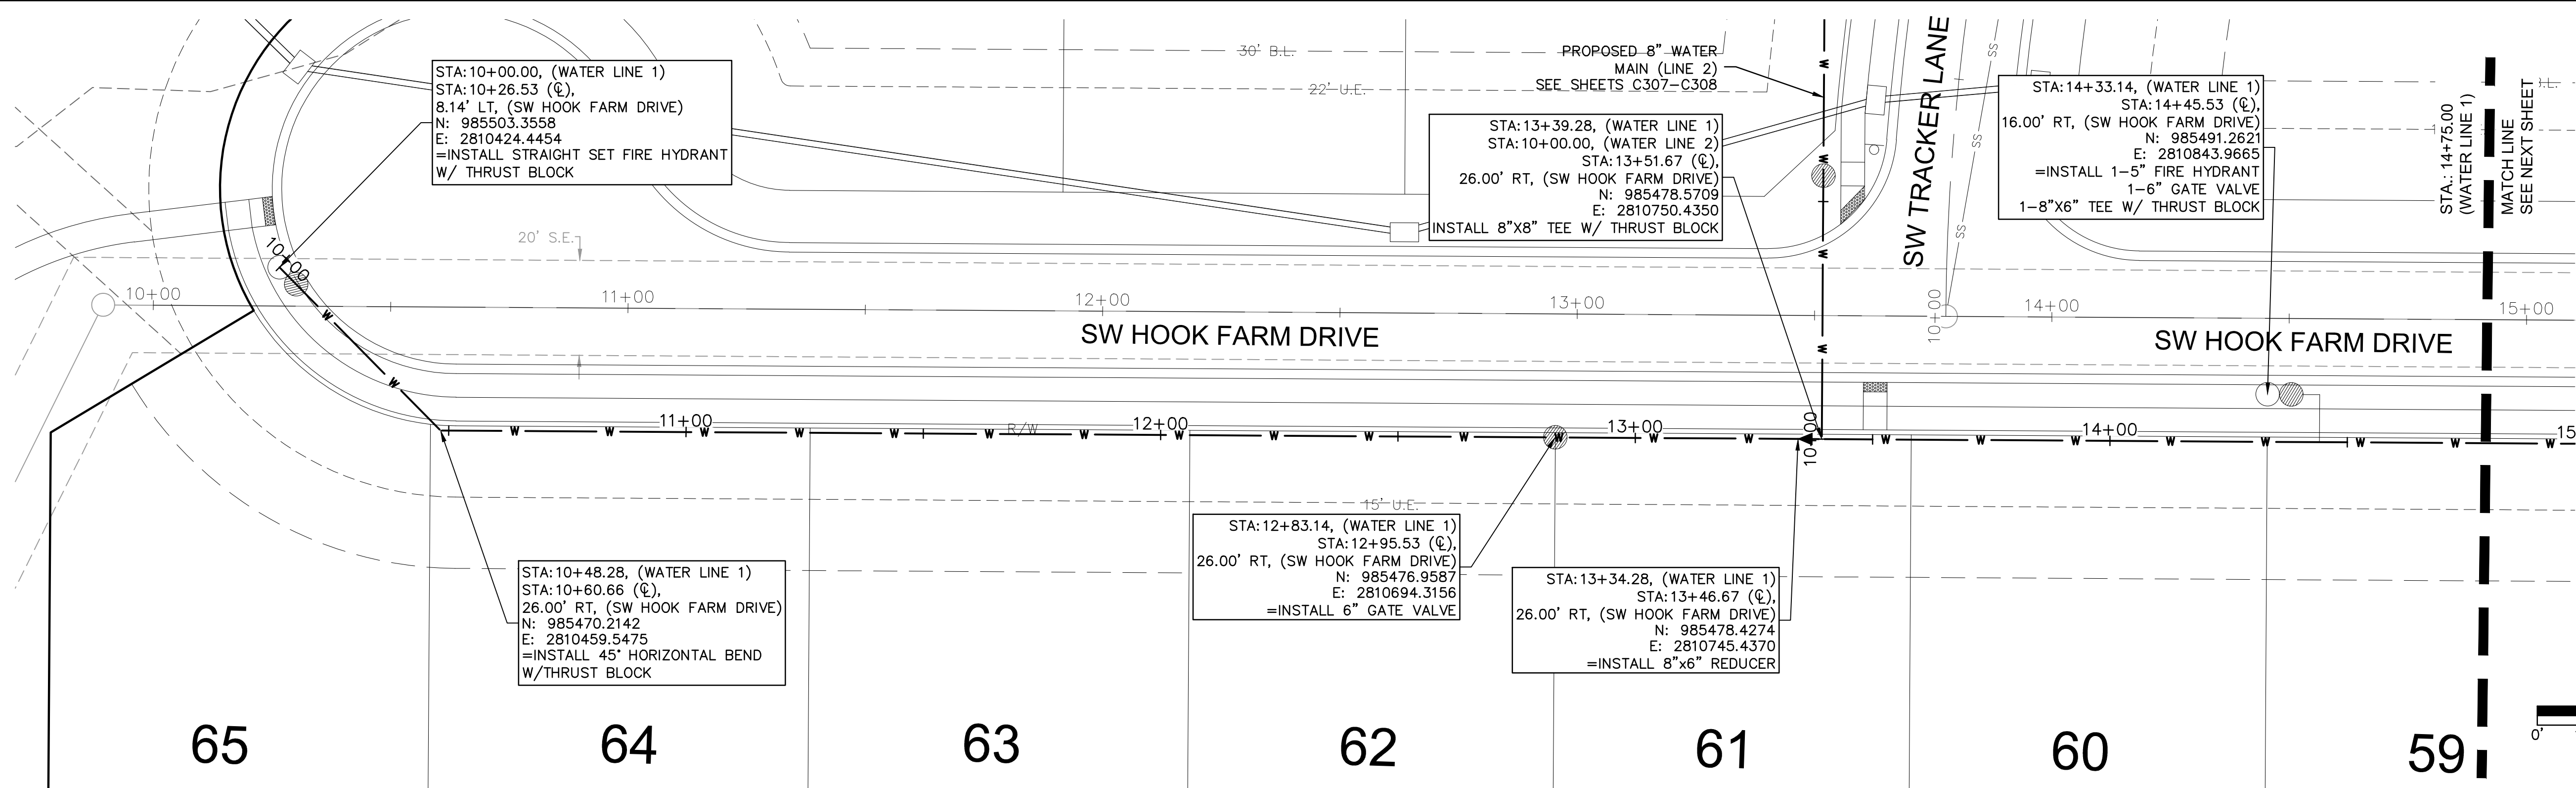 30' B.L.
22' U.E.
PROPOSED 8" WATER
MAIN (LINE 2)
SEE SHEETS C307-C308
STA:10+00.00, (WATER LINE 1)
STA:10+26.53 (℄),
8.14' LT, (SW HOOK FARM DRIVE)
N: 985503.3558
E: 2810424.4454
=INSTALL STRAIGHT SET FIRE HYDRANT
W/ THRUST BLOCK
STA:13+39.28, (WATER LINE 1)
STA:10+00.00, (WATER LINE 2)
STA:13+51.67 (℄),
26.00' RT, (SW HOOK FARM DRIVE)
N: 985478.5709
E: 2810750.4350
INSTALL 8"X8" TEE W/ THRUST BLOCK
SW TRACKER LANE
SS
SS
SS
STA:14+33.14, (WATER LINE 1)
STA:14+45.53 (℄),
16.00' RT, (SW HOOK FARM DRIVE)
N: 985491.2621
E: 2810843.9665
=INSTALL 1-5" FIRE HYDRANT
1-6" GATE VALVE
1-8"X6" TEE W/ THRUST BLOCK
STA.: 14+75.00
(WATER LINE 1)
MATCH LINE
SEE NEXT SHEET
20' S.E.
10+00
10+00
11+00
12+00
13+00
10+00
14+00
15+00
SW HOOK FARM DRIVE
SW HOOK FARM DRIVE
11+00
R/W
12+00
13+00
10+00
14+00
15
W W W W W W W W W W W W W W W W W W W W W W W W W W W W W
15' U.E.
STA:10+48.28, (WATER LINE 1)
STA:10+60.66 (℄),
26.00' RT, (SW HOOK FARM DRIVE)
N: 985470.2142
E: 2810459.5475
=INSTALL 45° HORIZONTAL BEND
W/THRUST BLOCK
STA:12+83.14, (WATER LINE 1)
STA:12+95.53 (℄),
26.00' RT, (SW HOOK FARM DRIVE)
N: 985476.9587
E: 2810694.3156
=INSTALL 6" GATE VALVE
STA:13+34.28, (WATER LINE 1)
STA:13+46.67 (℄),
26.00' RT, (SW HOOK FARM DRIVE)
N: 985478.4274
E: 2810745.4370
=INSTALL 8"x6" REDUCER
65
64
63
62
61
60
59
0'